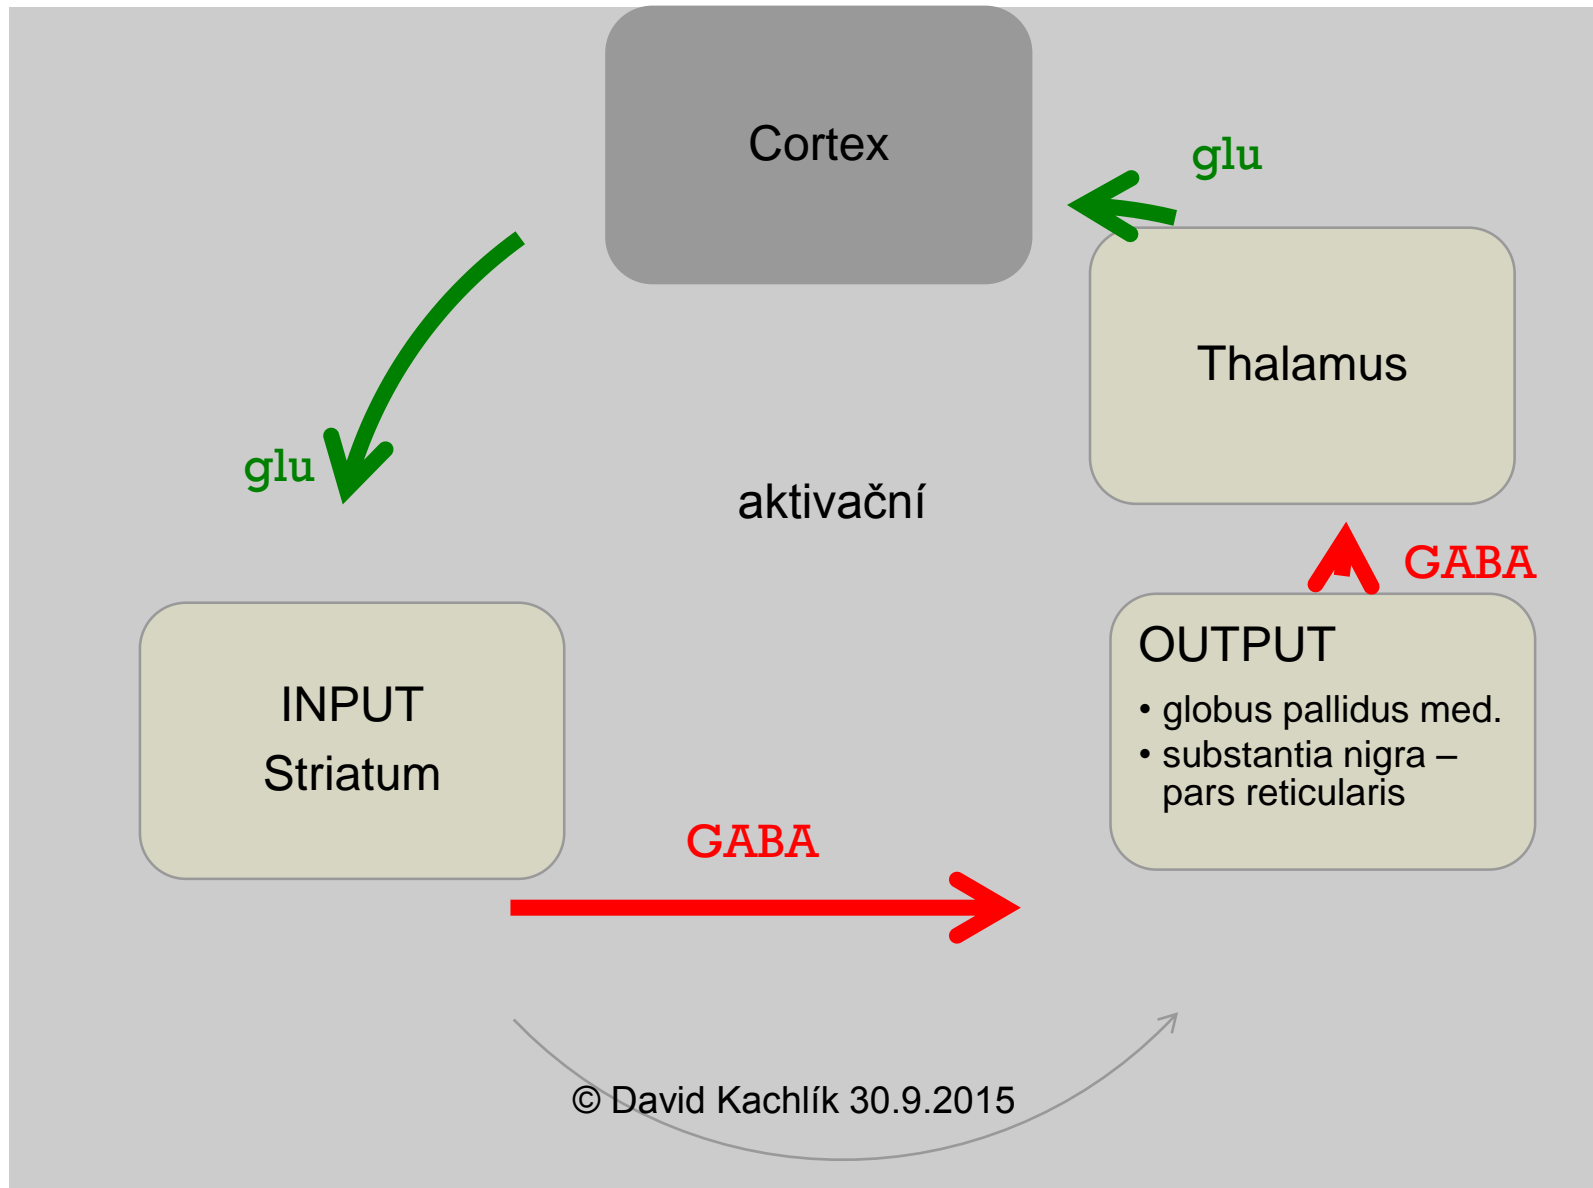 Cortex
glu
Thalamus
glu
aktivační
GABA
INPUT
Striatum
OUTPUT
• globus pallidus med.
• substantia nigra –
pars reticularis
GABA
© David Kachlík 30.9.2015